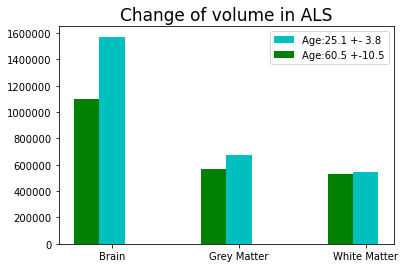 Change of volume in ALS
Age:25.1 +- 3.8
Age:60.5 +-10.5
1600000
1400000
1200000
1000000
800000
600000
400000
200000
0
Brain
Grey Matter
White Matter